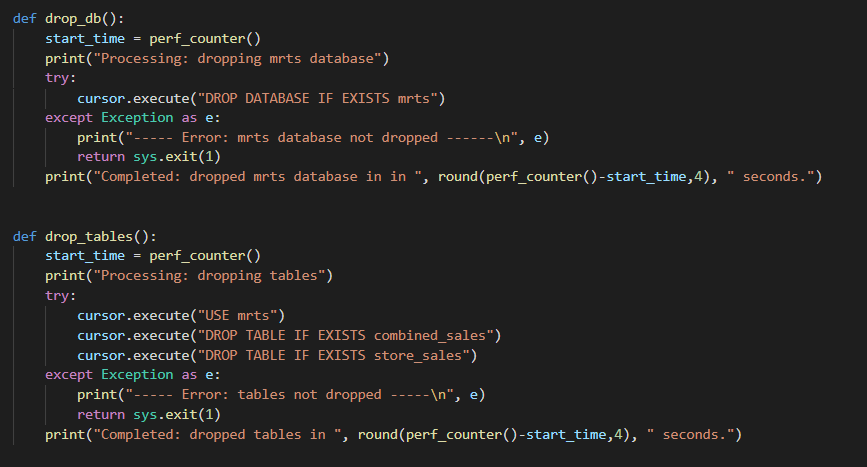 def drop_db():
    start_time = perf_counter()
    print("Processing: dropping mrts database")
    try:
        cursor.execute("DROP DATABASE IF EXISTS mrts")
    except Exception as e:
        print("----- Error: mrts database not dropped ------\n", e)
        return sys.exit(1)
    print("Completed: dropped mrts database in in ", round(perf_counter()-start_time,4), " seconds.")

def drop_tables():
    start_time = perf_counter()
    print("Processing: dropping tables")
    try:
        cursor.execute("USE mrts")
        cursor.execute("DROP TABLE IF EXISTS combined_sales")
        cursor.execute("DROP TABLE IF EXISTS store_sales")
    except Exception as e:
        print("----- Error: tables not dropped -----\n", e)
        return sys.exit(1)
    print("Completed: dropped tables in ", round(perf_counter()-start_time,4), " seconds.")